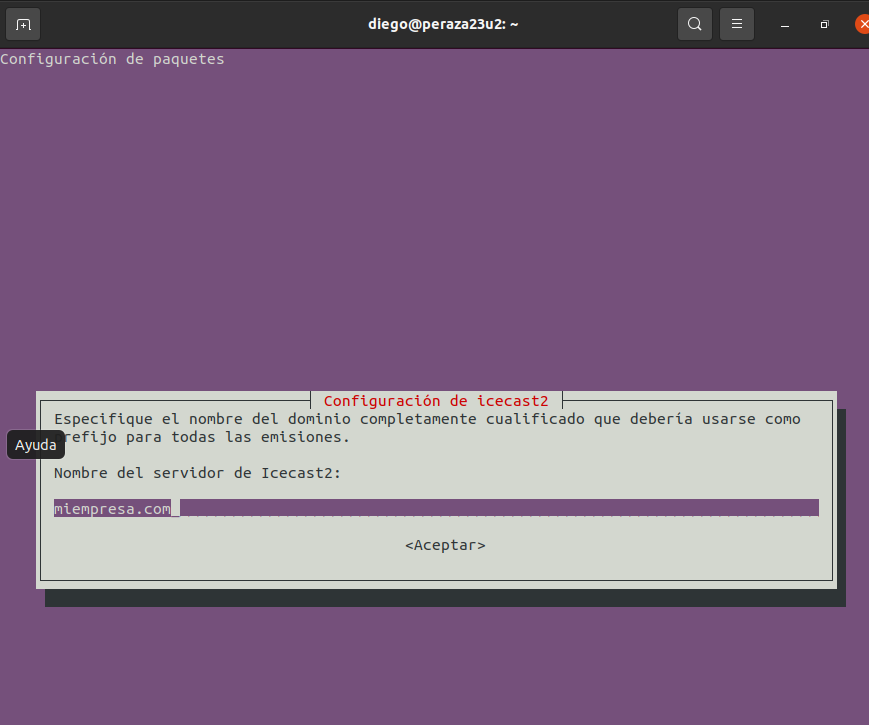 diego@peraza23u2: ~
Configuración de paquetes
Configuración de icecast2
Especifique el nombre del dominio completamente cualificado que debería usarse como
refijo para todas las emisiones.
Ayuda
Nombre del servidor de Icecast2:
miempresa.com
<Aceptar>